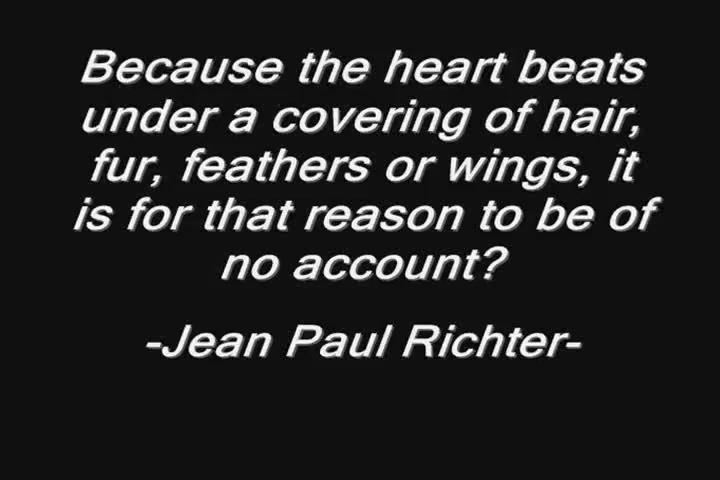 Because the heart beats
under a covering of hair,
fur, feathers or wings, it
is for that reason to be of
no account?
-Jean Paul Richter-